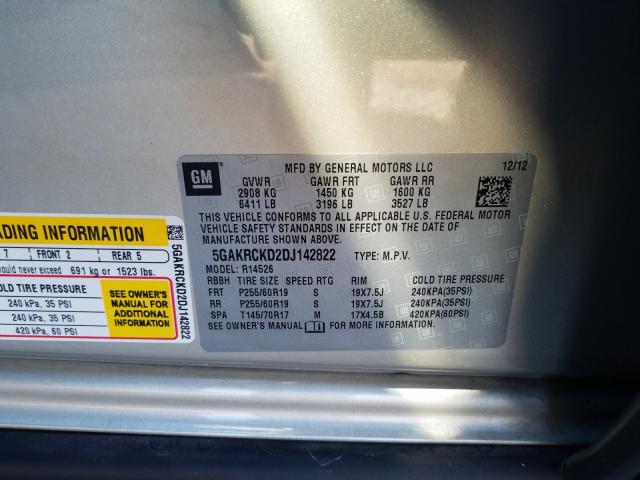 GM
MFD BY GENERAL MOTORS LLC 12/12
GVWR GAWR FRT GAWR RR
2908 KG 1450 KG 1600 KG
6411 LB 3196 LB 3527 LB
THIS VEHICLE CONFORMS TO ALL APPLICABLE U.S. FEDERAL MOTOR
VEHICLE SAFETY STANDARDS IN EFFECT ON THE DATE OF
MANUFACTURE SHOWN ABOVE.
5GAKRCKD2DJ142822 TYPE: M.P.V.
MODEL: R14526
RBBH TIRE SIZE SPEED RTG RIM COLD TIRE PRESSURE
FRT P255/60R19 S 19X7.5J 240KPA(35PSI)
RR P255/60R19 S 19X7.5J 240KPA(35PSI)
SPA T145/70R17 M 17X4.5B 420KPA(60PSI)
SEE OWNER'S MANUAL FOR MORE INFORMATION.
ADING INFORMATION
7 FRONT 2 REAR 5
ould never exceed 691 kg or 1523 lbs.
COLD TIRE PRESSURE
240 kPa, 35 PSI
240 kPa, 35 PSI
420 kPa, 60 PSI
SEE OWNER'S
MANUAL FOR
ADDITIONAL
INFORMATION
5GAKRCKD2DJ142822